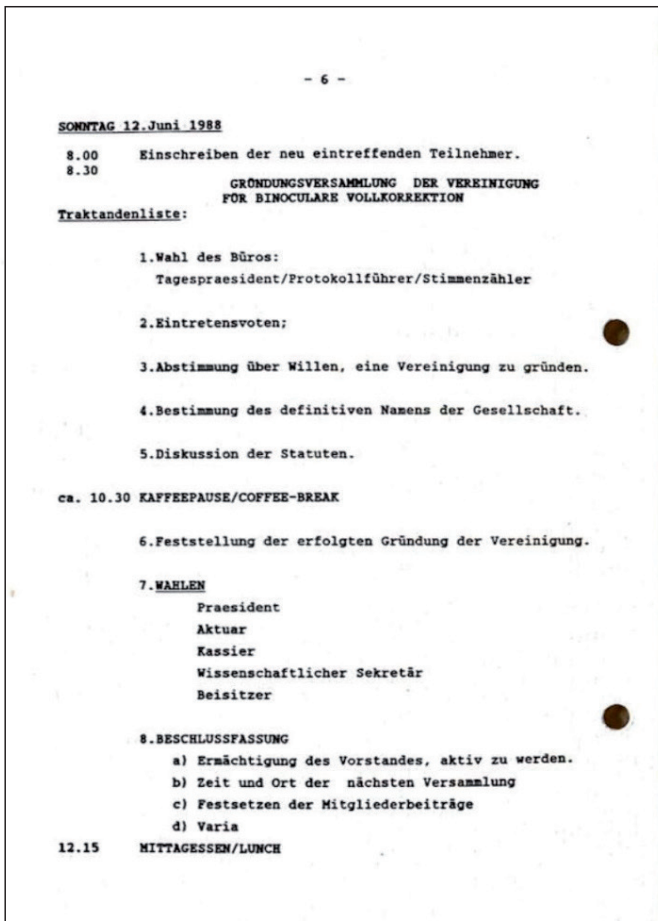 - 6 -
SONNTAG 12.Juni 1988
8.00 Einschreiben der neu eintreffenden Teilnehmer.
8.30
GRÜNDUNGSVERSAMMLUNG DER VEREINIGUNG
FÜR BINOCULARE VOLLKORREKTION
Traktandenliste:
1.Wahl des Büros:
Tagespraesident/Protokollführer/Stimmenzähler
2.Eintretensvoten;
3.Abstimmung über Willen, eine Vereinigung zu gründen.
4.Bestimmung des definitiven Namens der Gesellschaft.
5.Diskussion der Statuten.
ca. 10.30 KAFFEEPAUSE/COFFEE-BREAK
6.Feststellung der erfolgten Gründung der Vereinigung.
7.WAHLEN
Praesident
Aktuar
Kassier
Wissenschaftlicher Sekretär
Beisitzer
8.BESCHLUSSFASSUNG
a) Ermächtigung des Vorstandes, aktiv zu werden.
b) Zeit und Ort der nächsten Versammlung
c) Festsetzen der Mitgliederbeiträge
d) Varia
12.15 MITTAGESSEN/LUNCH